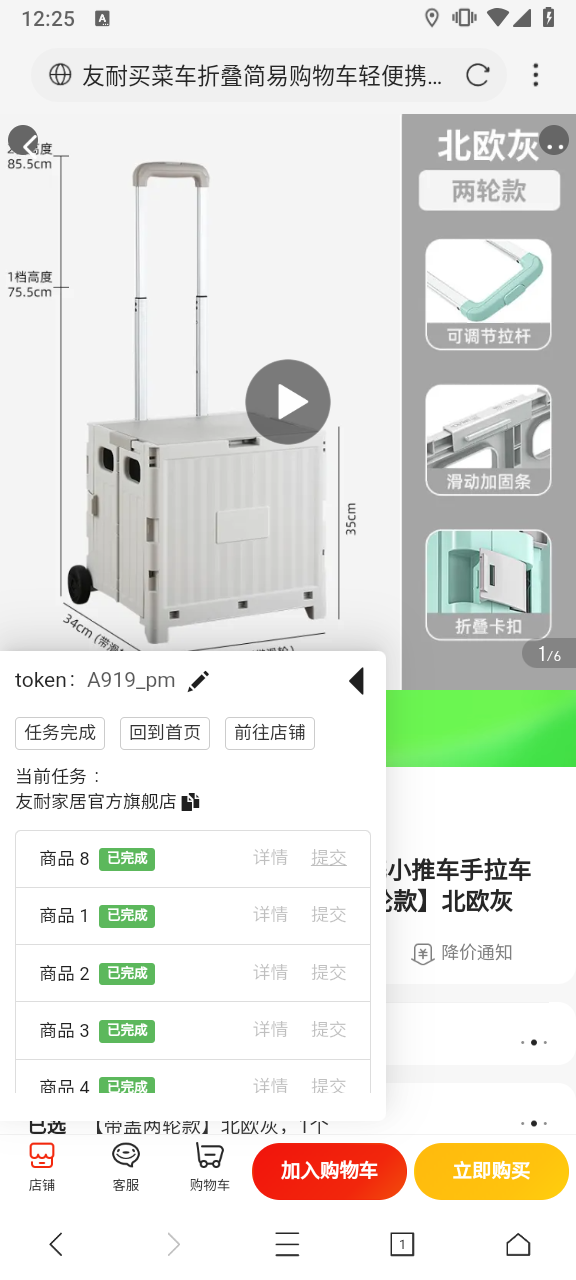 12:25
友耐买菜车折叠简易购物车轻便携...
85.5cm
1档高度
75.5cm
35cm
34cm
北欧灰
两轮款
可调节拉杆
滑动加固条
折叠卡扣
1/6
token: A919_pm
任务完成 回到首页 前往店铺
当前任务：
友耐家居官方旗舰店
商品 8 已完成 详情 提交
商品 1 已完成 详情 提交
商品 2 已完成 详情 提交
商品 3 已完成 详情 提交
商品 4 已完成 详情 提交
小推车手拉车
款】北欧灰
降价通知
已选 【带盖两轮款】北欧灰，1个
店铺 客服 购物车 加入购物车 立即购买
1